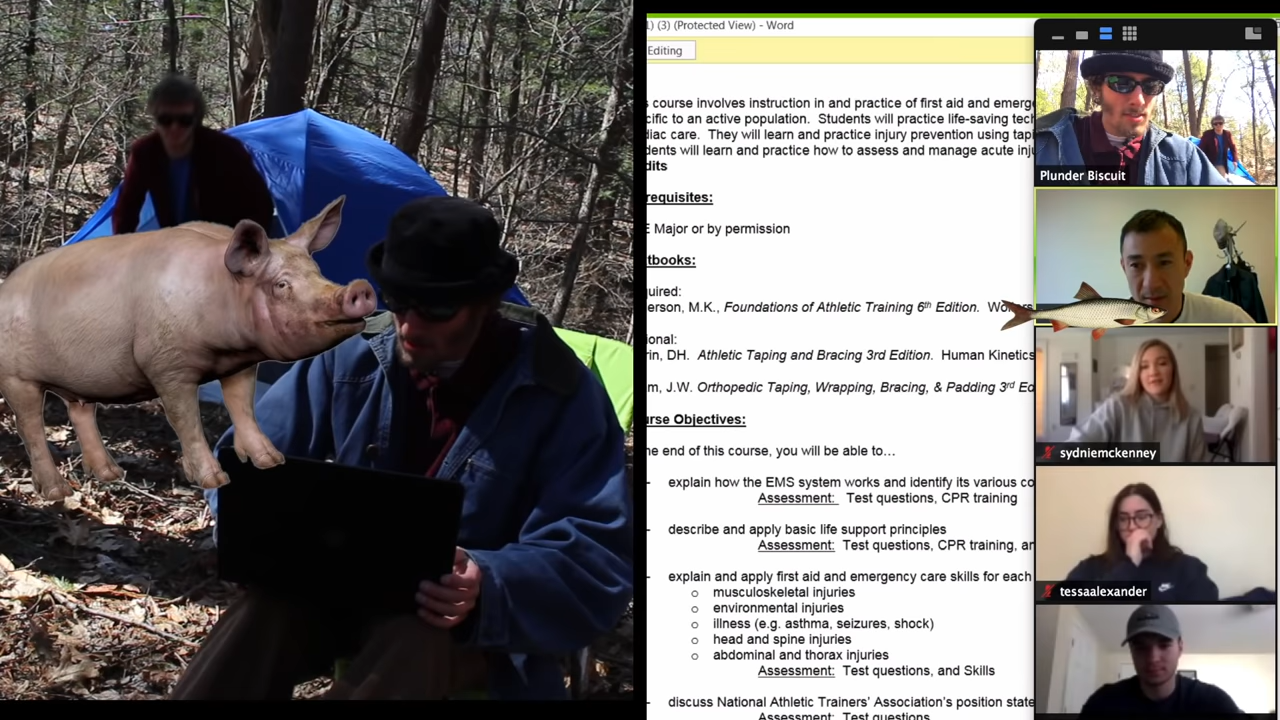 1) (3) (Protected View) - Word
Editing
s course involves instruction in and practice of first aid and emerge
cific to an active population. Students will practice life-saving tech
diac care. They will learn and practice injury prevention using tapi
dents will learn and practice how to assess and manage acute inju
dits
requisites:
E Major or by permission
tbooks:
uired:
erson, M.K., Foundations of Athletic Training 6th Edition. Wolters
ional:
rin, DH. Athletic Taping and Bracing 3rd Edition. Human Kinetics
m, J.W. Orthopedic Taping, Wrapping, Bracing, & Padding 3rd Ed
urse Objectives:
he end of this course, you will be able to…
- explain how the EMS system works and identify its various co
Assessment: Test questions, CPR training
- describe and apply basic life support principles
Assessment: Test questions, CPR training, an
- explain and apply first aid and emergency care skills for each
o musculoskeletal injuries
o environmental injuries
o illness (e.g. asthma, seizures, shock)
o head and spine injuries
o abdominal and thorax injuries
Assessment: Test questions, and Skills
- discuss National Athletic Trainers' Association's position state
Assessment: Test questions
Plunder Biscuit
sydniemckenney
tessaalexander